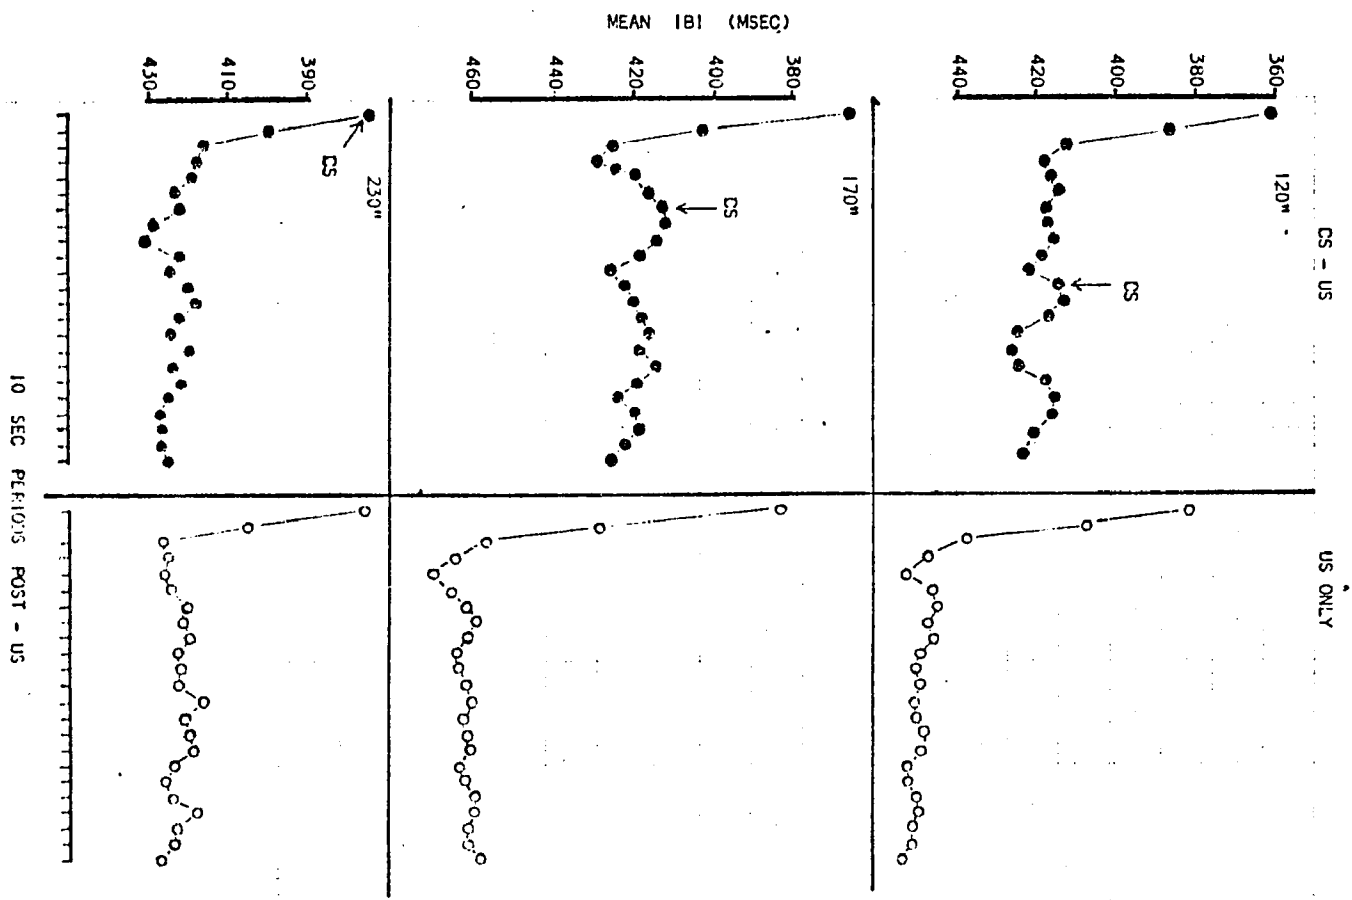 MEAN IBI (MSEC)
CS - US
US ONLY
120"
360
380
400
420
440
CS
170"
380
400
420
440
460
CS
230"
390
410
430
CS
10 SEC PERIODS POST - US